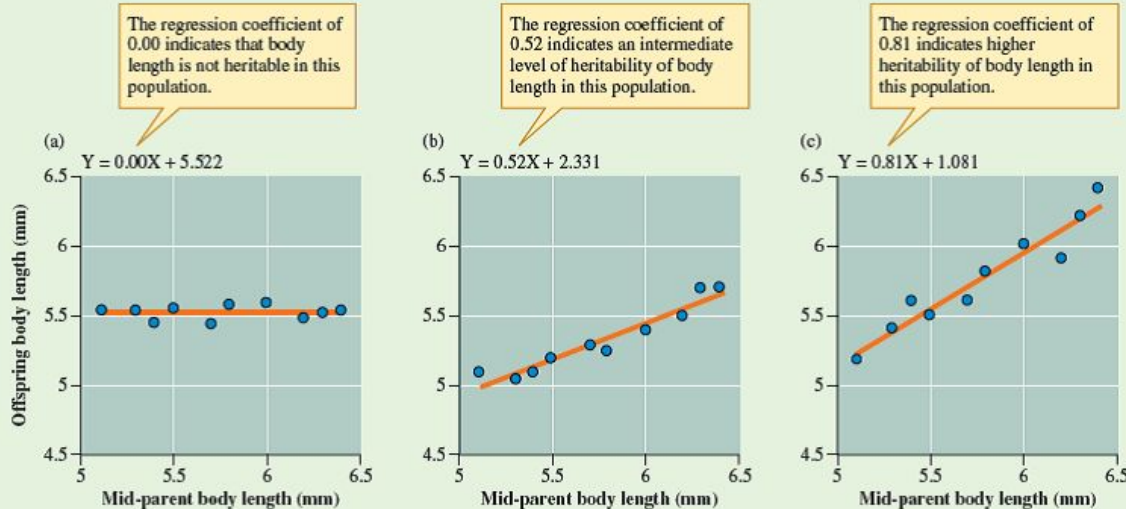 The regression coefficient of
0.00 indicates that body
length is not heritable in this
population.
The regression coefficient of
0.52 indicates an intermediate
level of heritability of body
length in this population.
The regression coefficient of
0.81 indicates higher
heritability of body length in
this population.
(a)
Y = 0.00X + 5.522
6.5
6
5.5
5
4.5
5 5.5 6 6.5
Offspring body length (mm)
Mid-parent body length (mm)
(b)
Y = 0.52X + 2.331
6.5
6
5.5
5
4.5
5 5.5 6 6.5
Mid-parent body length (mm)
(c)
Y = 0.81X + 1.081
6.5
6
5.5
5
4.5
5 5.5 6 6.5
Mid-parent body length (mm)